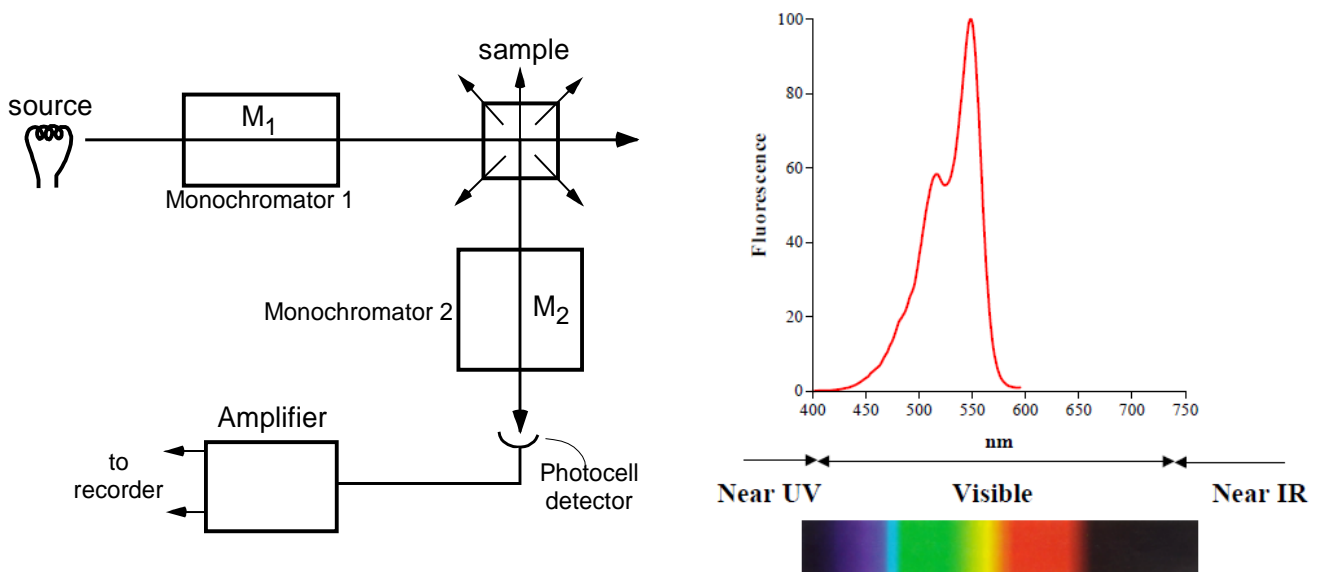 source
M1
Monochromator 1
sample
Monochromator 2
M2
Amplifier
to
recorder
Photocell
detector
Fluorescence
100
80
60
40
20
0
400 450 500 550 600 650 700 750
nm
Near UV Visible Near IR